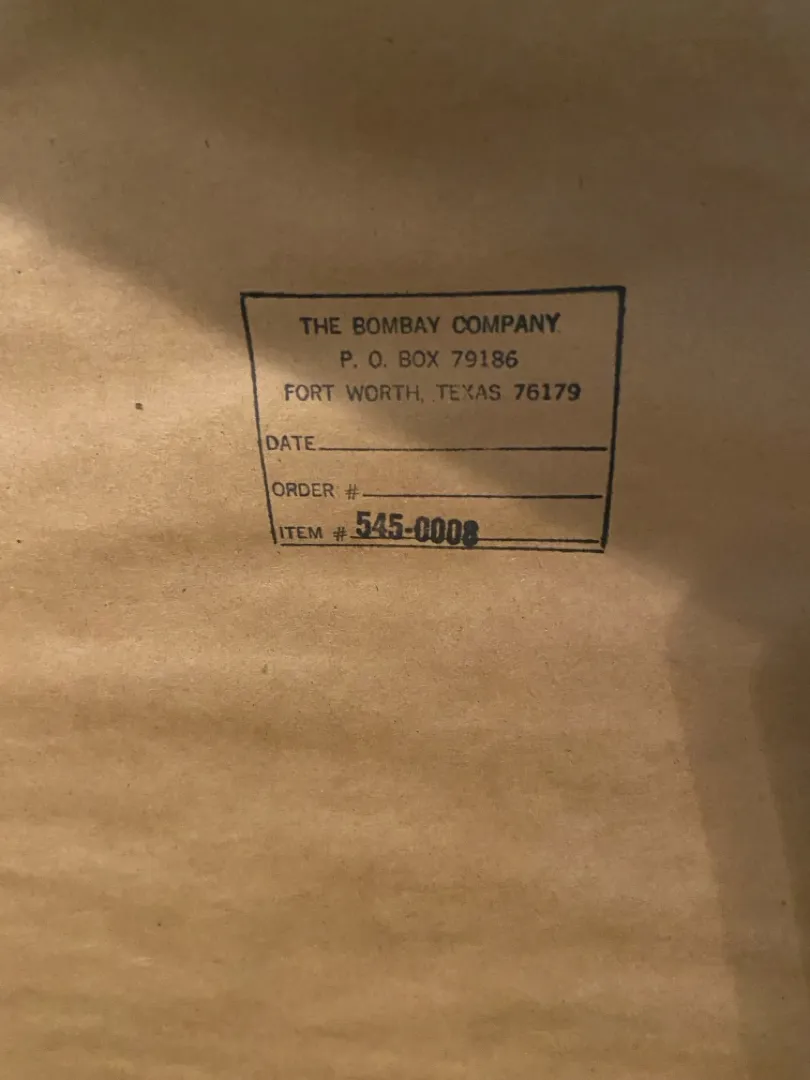 THE BOMBAY COMPANY
P. O. BOX 79186
FORT WORTH, TEXAS 76179
DATE
ORDER #
ITEM # 545-0008